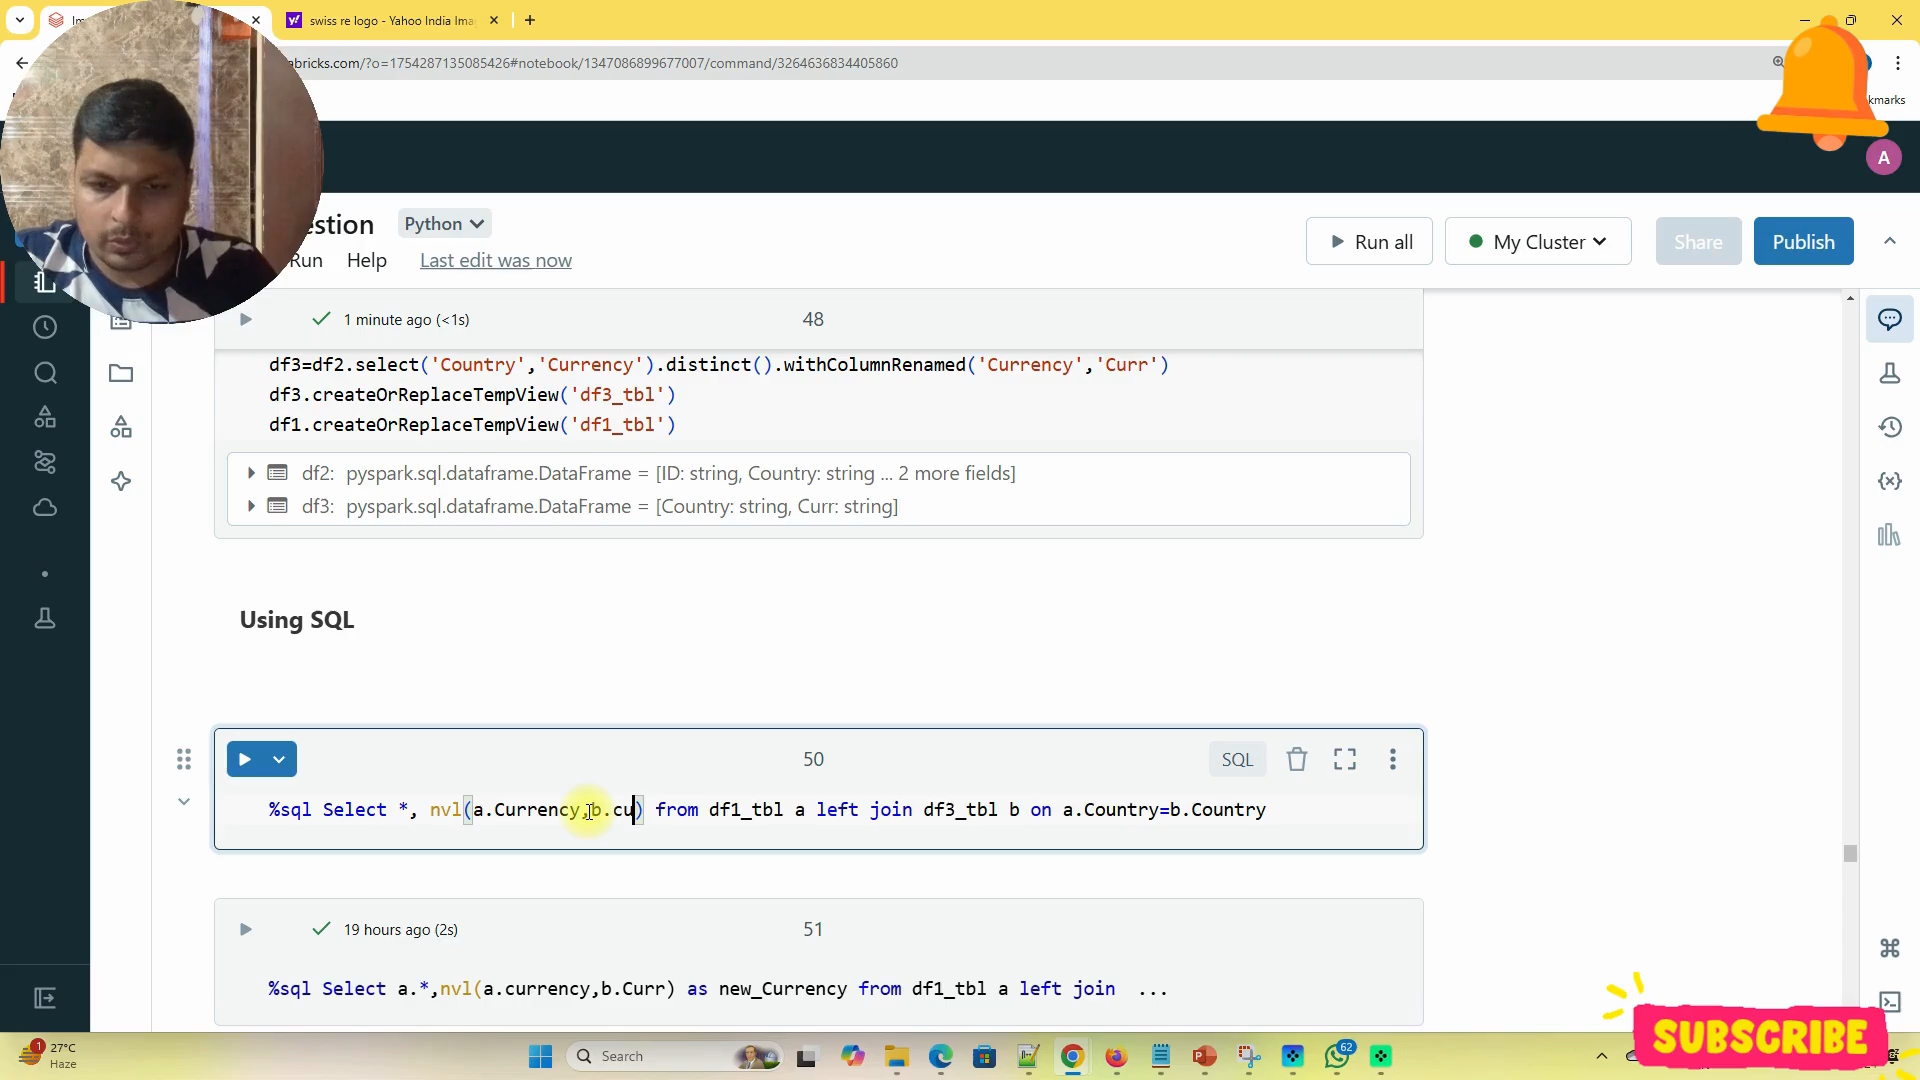 Im
swiss re logo - Yahoo India Ima
abricks.com/?o=1754287135085426#notebook/1347086899677007/command/3264636834405860
kmarks
A
estion
Python
Run all
My Cluster
Share
Publish
Run
Help
Last edit was now
1 minute ago (<1s)
48
df3=df2.select('Country','Currency').distinct().withColumnRenamed('Currency','Curr')
df3.createOrReplaceTempView('df3_tbl')
df1.createOrReplaceTempView('df1_tbl')
df2: pyspark.sql.dataframe.DataFrame = [ID: string, Country: string ... 2 more fields]
df3: pyspark.sql.dataframe.DataFrame = [Country: string, Curr: string]
Using SQL
50
SQL
%sql Select *, nvl(a.Currency,b.cu) from df1_tbl a left join df3_tbl b on a.Country=b.Country
19 hours ago (2s)
51
%sql Select a.*,nvl(a.currency,b.Curr) as new_Currency from df1_tbl a left join ...
SUBSCRIBE
1
27°C
Haze
Search
62